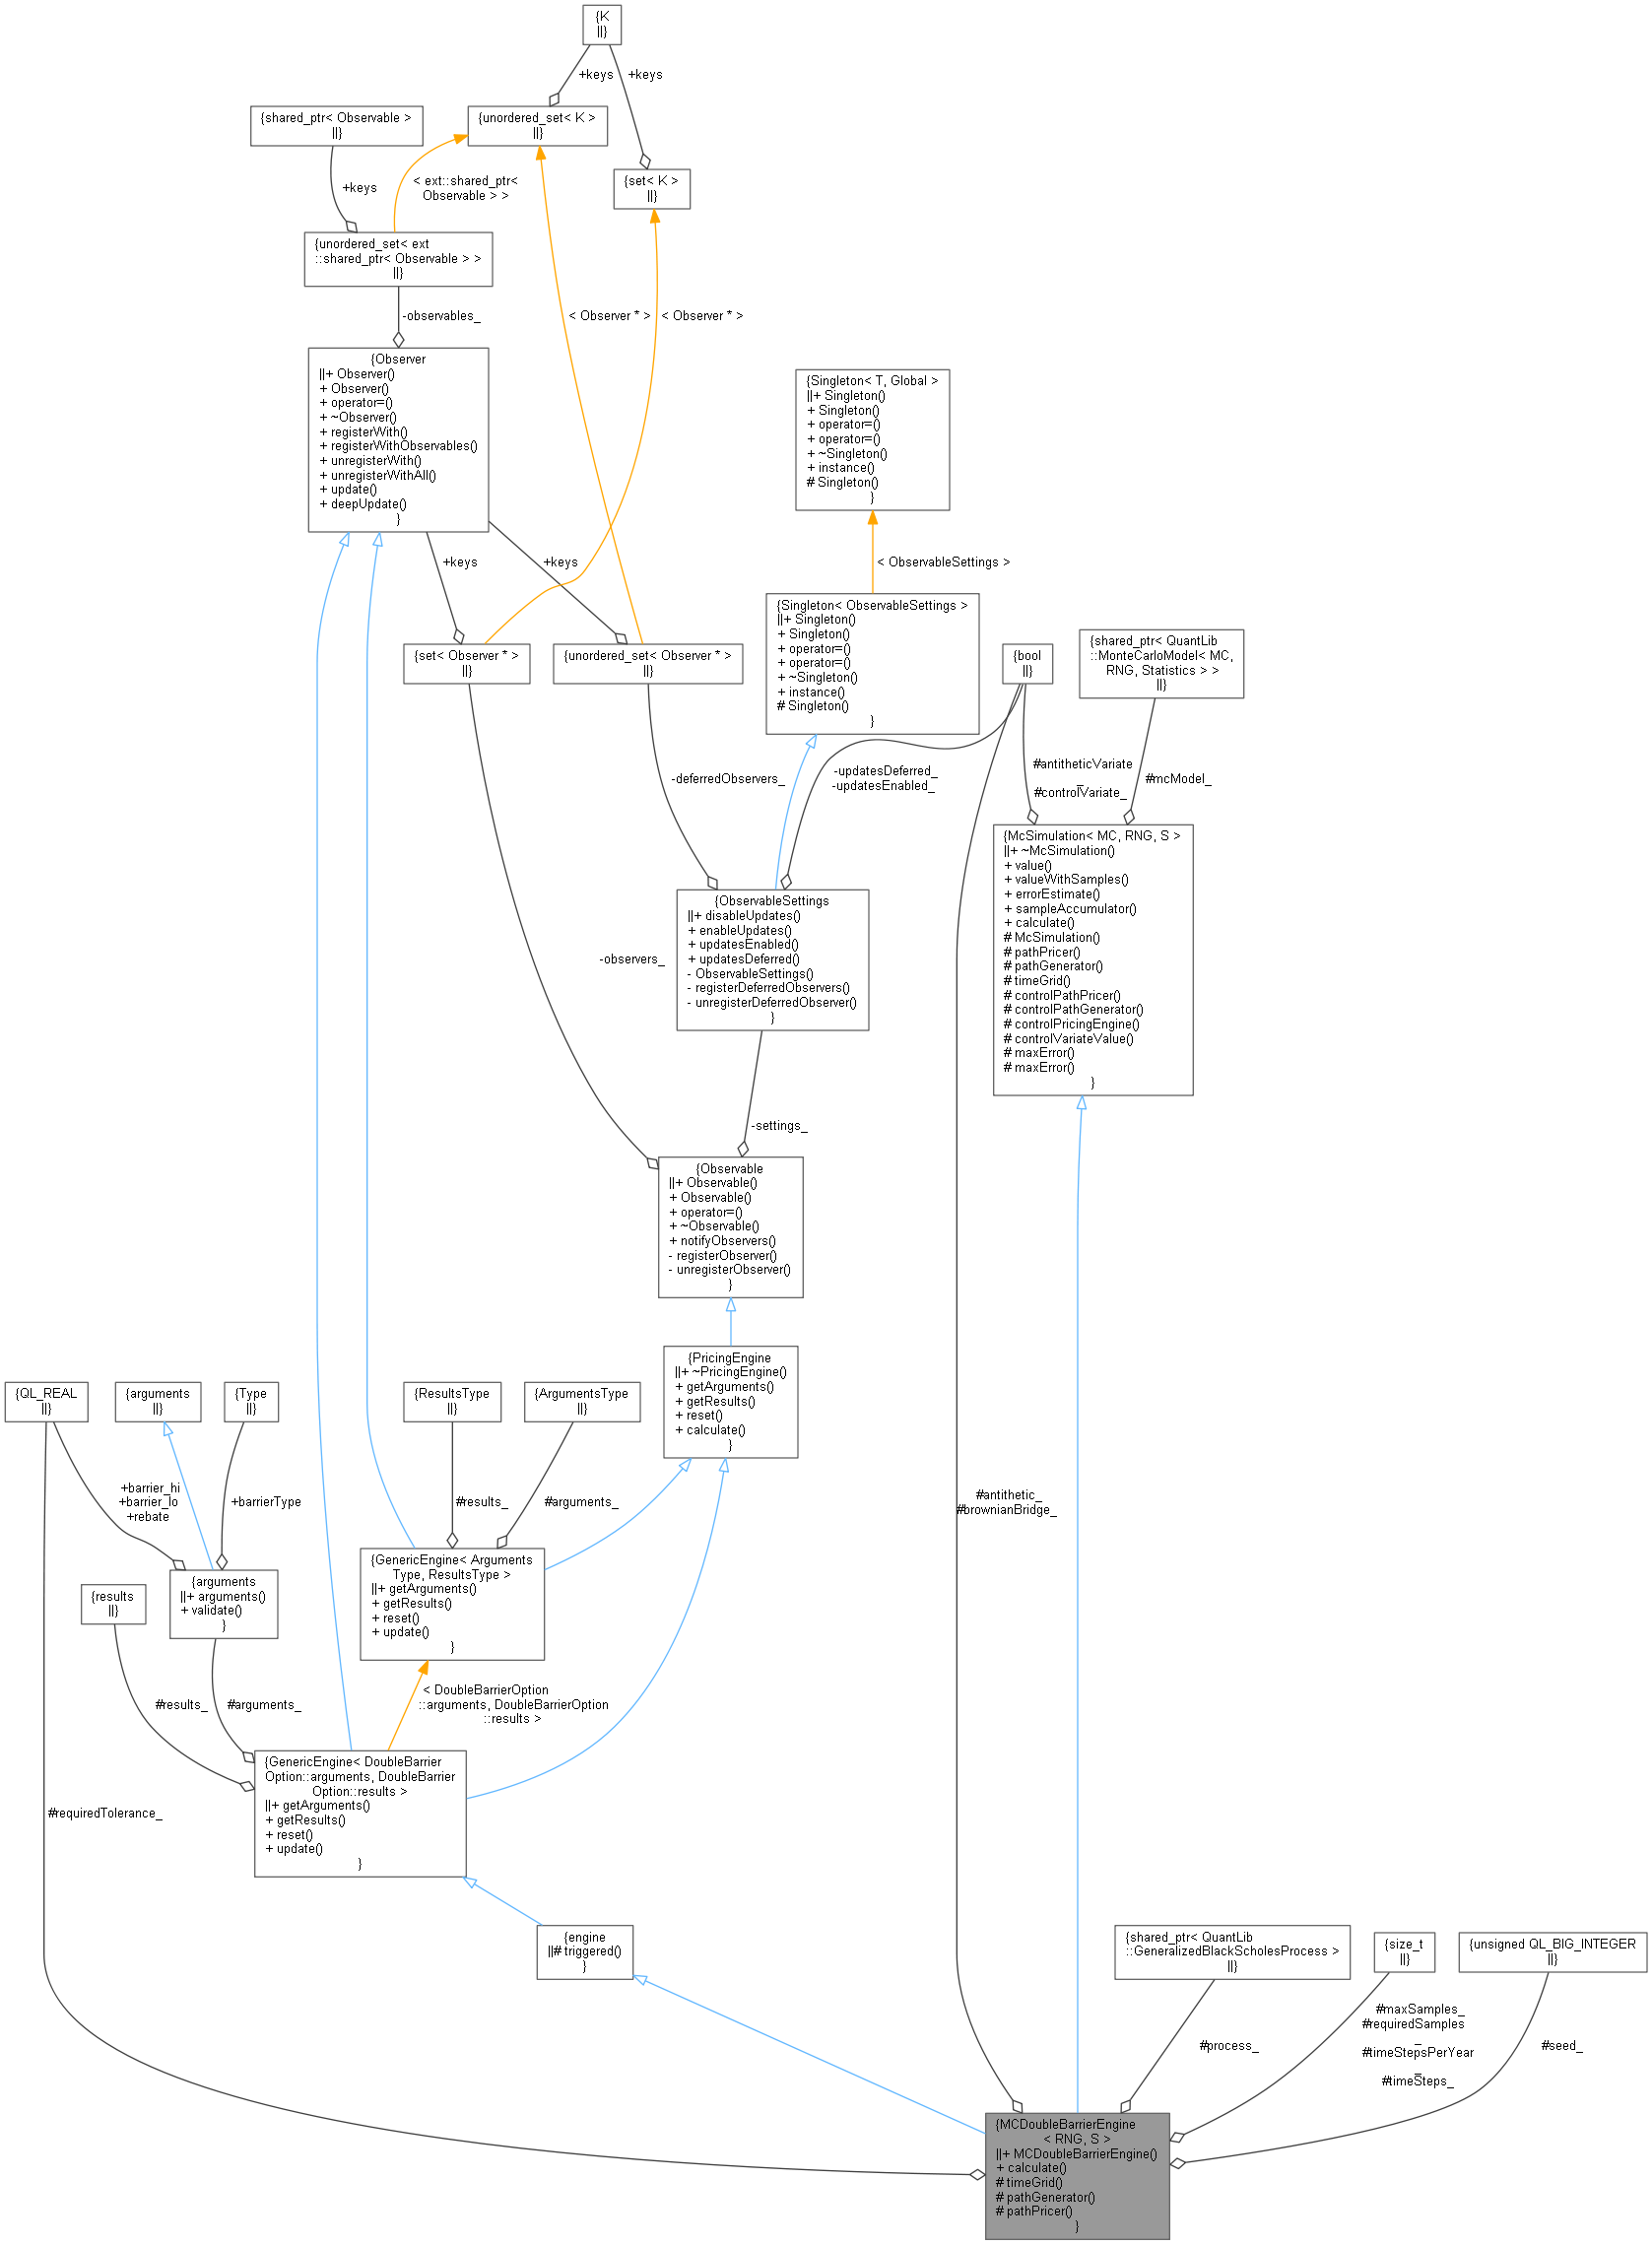 {K
||}
+keys
+keys
{shared_ptr< Observable >
||}
{unordered_set< K >
||}
{set< K >
||}
+keys
< ext::shared_ptr<
Observable > >
{unordered_set< ext
::shared_ptr< Observable > >
||}
-observables_
< Observer * >
< Observer * >
{Observer
||+ Observer()
+ Observer()
+ operator=()
+ ~Observer()
+ registerWith()
+ registerWithObservables()
+ unregisterWith()
+ unregisterWithAll()
+ update()
+ deepUpdate()
}
{Singleton< T, Global >
||+ Singleton()
+ Singleton()
+ operator=()
+ operator=()
+ ~Singleton()
+ instance()
# Singleton()
}
+keys
+keys
< ObservableSettings >
{set< Observer * >
||}
{unordered_set< Observer * >
||}
{Singleton< ObservableSettings >
||+ Singleton()
+ Singleton()
+ operator=()
+ operator=()
+ ~Singleton()
+ instance()
# Singleton()
}
{bool
||}
{shared_ptr< QuantLib
::MonteCarloModel< MC,
RNG, Statistics > >
||}
-deferredObservers_
-updatesDeferred_
-updatesEnabled_
#antitheticVariate
_
#controlVariate_
#mcModel_
{McSimulation< MC, RNG, S >
||+ ~McSimulation()
+ value()
+ valueWithSamples()
+ errorEstimate()
+ sampleAccumulator()
+ calculate()
# McSimulation()
# pathPricer()
# pathGenerator()
# timeGrid()
# controlPathPricer()
# controlPathGenerator()
# controlPricingEngine()
# controlVariateValue()
# maxError()
# maxError()
}
{ObservableSettings
||+ disableUpdates()
+ enableUpdates()
+ updatesEnabled()
+ updatesDeferred()
- ObservableSettings()
- registerDeferredObservers()
- unregisterDeferredObserver()
}
-observers_
-settings_
{Observable
||+ Observable()
+ Observable()
+ operator=()
+ ~Observable()
+ notifyObservers()
- registerObserver()
- unregisterObserver()
}
{PricingEngine
||+ ~PricingEngine()
+ getArguments()
+ getResults()
+ reset()
+ calculate()
}
{QL_REAL
||}
{arguments
||}
{Type
||}
{ResultsType
||}
{ArgumentsType
||}
+barrier_hi
+barrier_lo
+rebate
+barrierType
#results_
#arguments_
#antithetic_
#brownianBridge_
{GenericEngine< Arguments
Type, ResultsType >
||+ getArguments()
+ getResults()
+ reset()
+ update()
}
{results
||}
{arguments
||+ arguments()
+ validate()
}
#results_
#arguments_
< DoubleBarrierOption
::arguments, DoubleBarrierOption
::results >
{GenericEngine< DoubleBarrier
Option::arguments, DoubleBarrier
Option::results >
||+ getArguments()
+ getResults()
+ reset()
+ update()
}
#requiredTolerance_
{engine
||# triggered()
}
{shared_ptr< QuantLib
::GeneralizedBlackScholesProcess >
||}
{size_t
||}
{unsigned QL_BIG_INTEGER
||}
#process_
#maxSamples_
#requiredSamples
_
#timeStepsPerYear
_
#timeSteps_
#seed_
{MCDoubleBarrierEngine
< RNG, S >
||+ MCDoubleBarrierEngine()
+ calculate()
# timeGrid()
# pathGenerator()
# pathPricer()
}